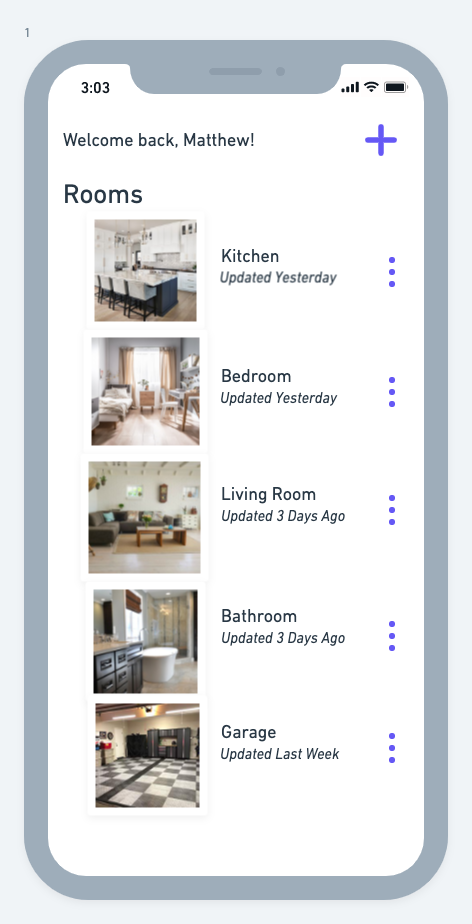 1
3:03
Welcome back, Matthew!
Rooms
Kitchen
Updated Yesterday
Bedroom
Updated Yesterday
Living Room
Updated 3 Days Ago
Bathroom
Updated 3 Days Ago
Garage
Updated Last Week